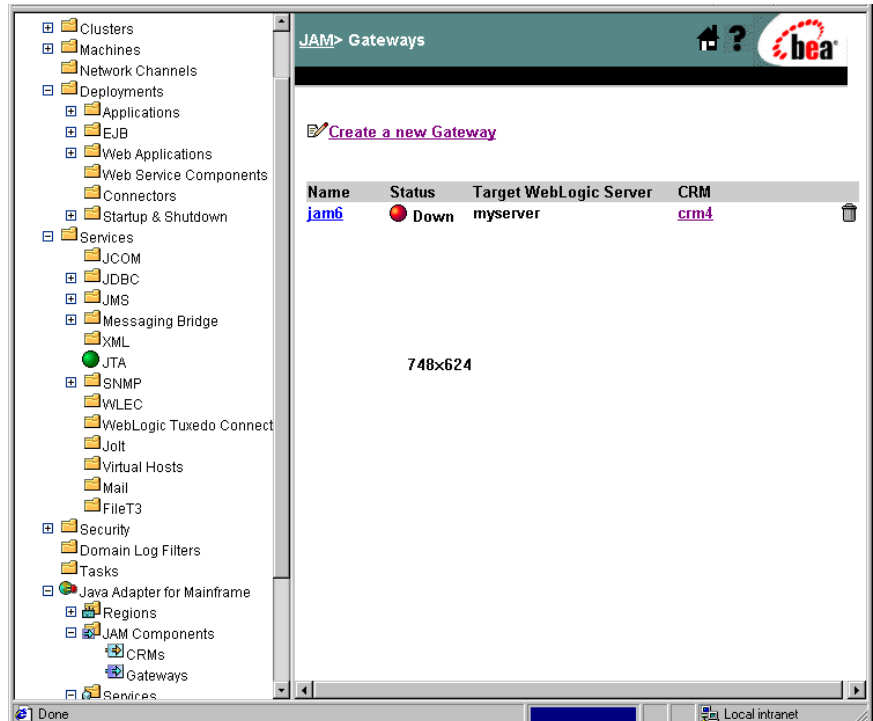 Clusters
Machines
Network Channels
Deployments
Applications
EJB
Web Applications
Web Service Components
Connectors
Startup & Shutdown
Services
JCOM
JDBC
JMS
Messaging Bridge
XML
JTA
SNMP
WLEC
WebLogic Tuxedo Connect
Jolt
Virtual Hosts
Mail
FileT3
Security
Domain Log Filters
Tasks
Java Adapter for Mainframe
Regions
JAM Components
CRMs
Gateways
Services
JAM> Gateways
?
bea
Create a new Gateway
Name Status Target WebLogic Server CRM
jam6 Down myserver crm4
748×624
Done
Local intranet